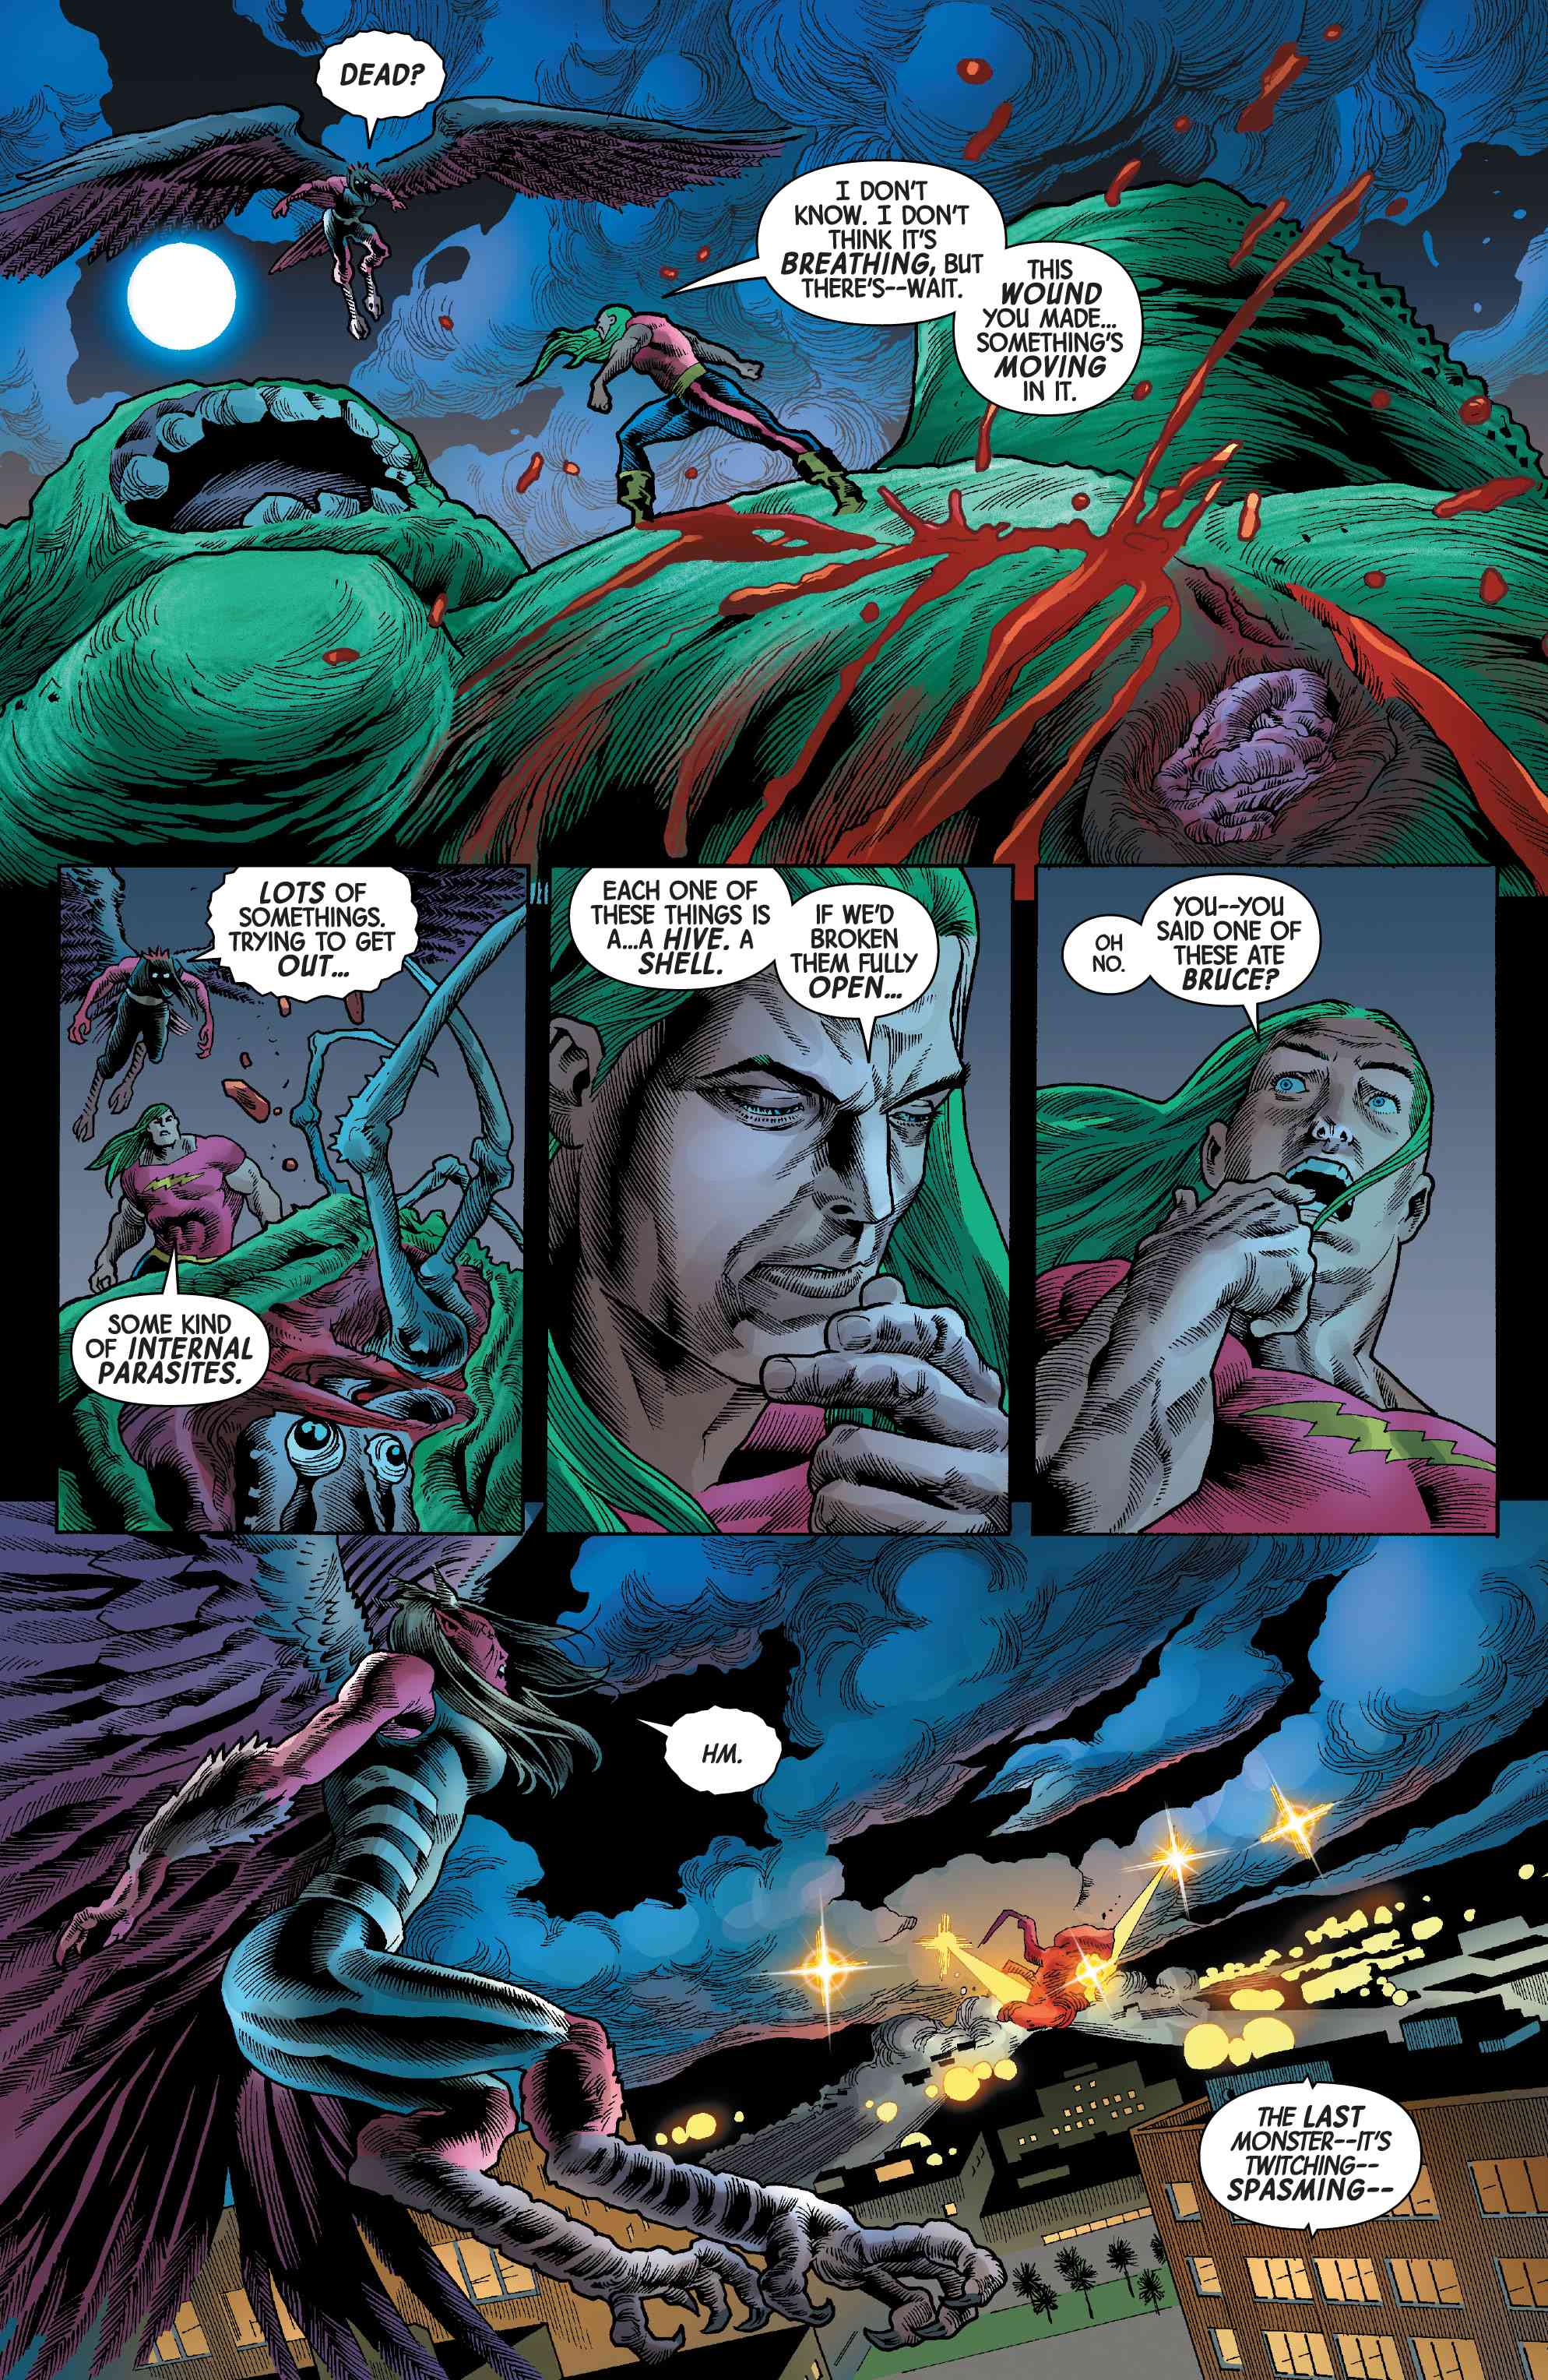 DEAD?
I DON'T
KNOW. I DON'T
THINK IT'S
BREATHING, BUT
THERE'S--WAIT.
THIS
WOUND
YOU MADE...
SOMETHING'S
MOVING
IN IT.
LOTS OF
SOMETHINGS.
TRYING TO GET
OUT...
SOME KIND
OF INTERNAL
PARASITES.
EACH ONE OF
THESE THINGS IS
A...A HIVE. A
SHELL.
IF WE'D
BROKEN
THEM FULLY
OPEN...
OH
NO.
YOU--YOU
SAID ONE OF
THESE ATE
BRUCE?
HM.
THE LAST
MONSTER--IT'S
TWITCHING--
SPASMING--